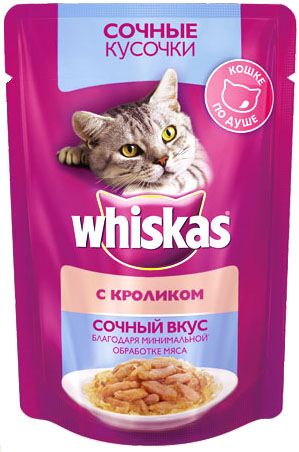 СОЧНЫЕ
КУСОЧКИ
КОШКЕ
ПО ДУШЕ
whiskas
С КРОЛИКОМ
СОЧНЫЙ ВКУС
БЛАГОДАРЯ МИНИМАЛЬНОЙ
ОБРАБОТКЕ МЯСА